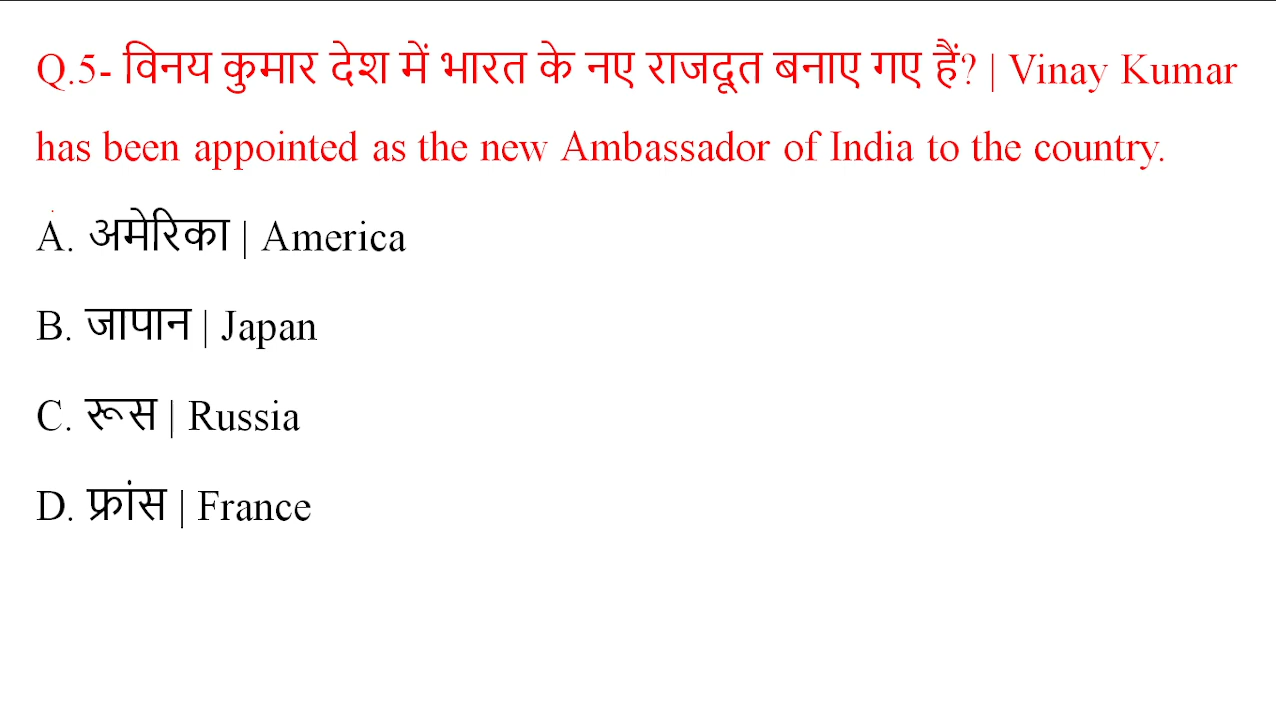 Q.5- विनय कुमार देश में भारत के नए राजदूत बनाए गए हैं? | Vinay Kumar
has been appointed as the new Ambassador of India to the country.
A. अमेरिका | America
B. जापान | Japan
C. रूस | Russia
D. फ्रांस | France